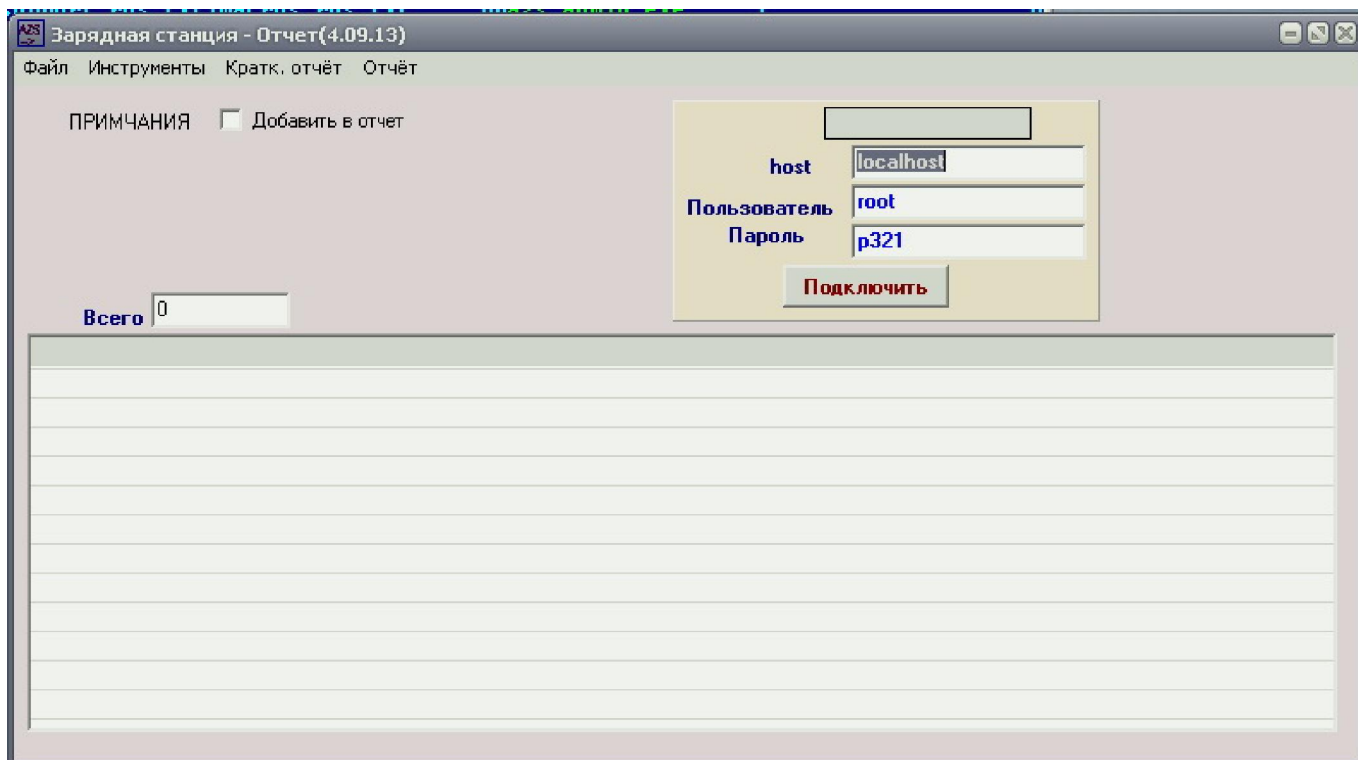 AZS Зарядная станция - Отчет(4.09.13)
Файл Инструменты Кратк. отчёт Отчёт
ПРИМЧАНИЯ Добавить в отчет
host localhost
Пользователь root
Пароль p321
Подключить
Всего 0